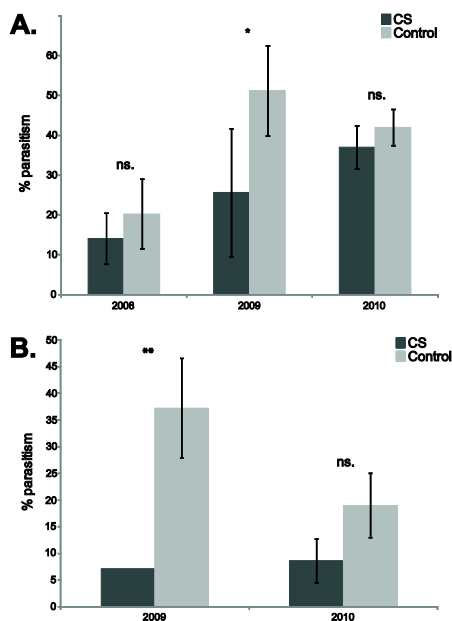 A.
CS
Control
% parasitism
60
50
40
30
20
10
0
ns.
*
ns.
2008
2009
2010
B.
CS
Control
% parasitism
50
45
40
35
30
25
20
15
10
5
0
**
ns.
2009
2010